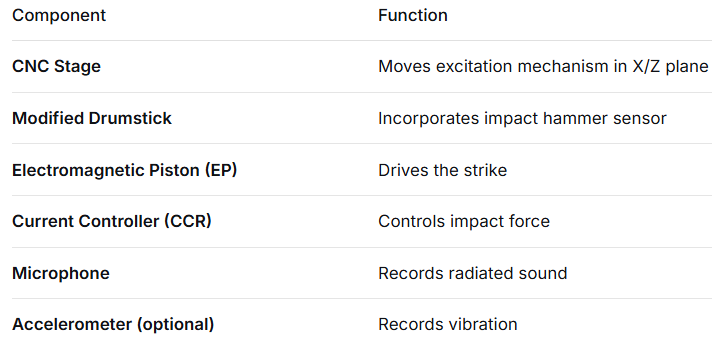 Component Function
CNC Stage Moves excitation mechanism in X/Z plane
Modified Drumstick Incorporates impact hammer sensor
Electromagnetic Piston (EP) Drives the strike
Current Controller (CCR) Controls impact force
Microphone Records radiated sound
Accelerometer (optional) Records vibration